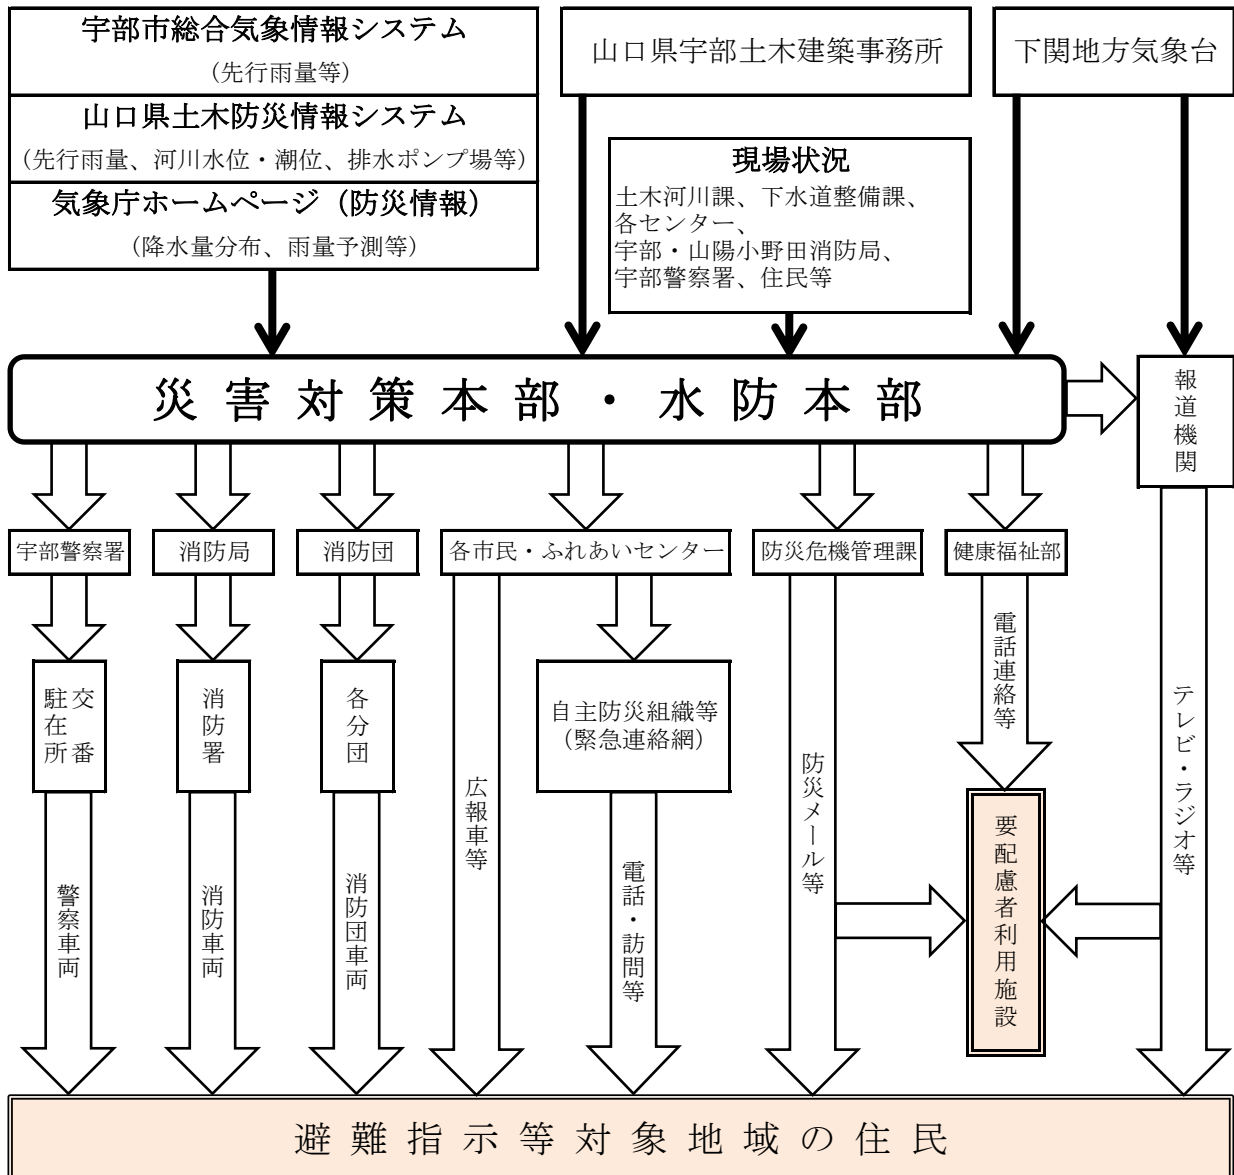 宇部市総合気象情報システム
(先行雨量等)
山口県土木防災情報システム
(先行雨量、河川水位・潮位、排水ポンプ場等)
気象庁ホームページ（防災情報）
(降水量分布、雨量予測等)
山口県宇部土木建築事務所
下関地方気象台
現場状況
土木河川課、下水道整備課、
各センター、
宇部・山陽小野田消防局、
宇部警察署、住民等
災害対策本部・水防本部
報道機関
宇部警察署
消防局
消防団
各市民・ふれあいセンター
防災危機管理課
健康福祉部
交番
駐在所
消防署
各分団
自主防災組織等
（緊急連絡網）
電話連絡等
警察車両
消防車両
消防団車両
広報車等
電話・訪問等
防災メール等
要配慮者利用施設
テレビ・ラジオ等
避難指示等対象地域の住民